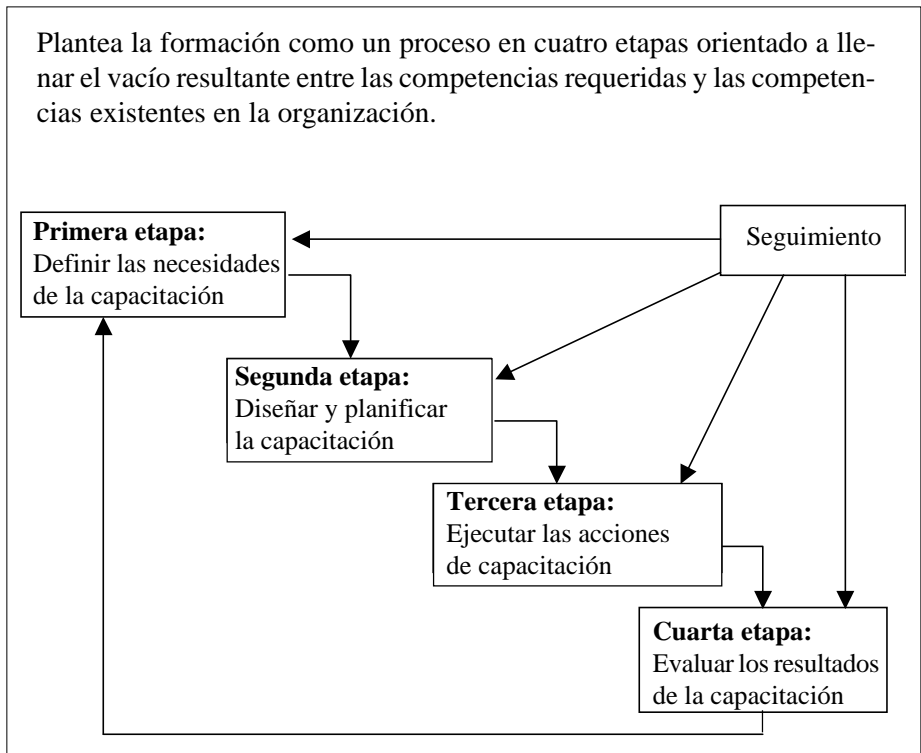 Plantea la formación como un proceso en cuatro etapas orientado a lle-
nar el vacío resultante entre las competencias requeridas y las competen-
cias existentes en la organización.
Primera etapa:
Definir las necesidades
de la capacitación
Seguimiento
Segunda etapa:
Diseñar y planificar
la capacitación
Tercera etapa:
Ejecutar las acciones
de capacitación
Cuarta etapa:
Evaluar los resultados
de la capacitación